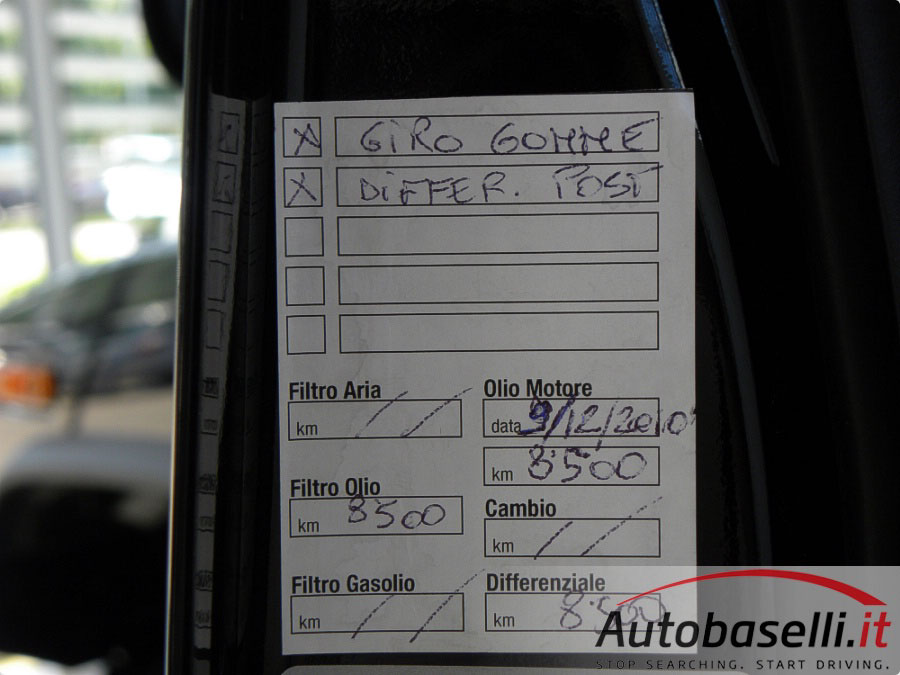 X GIRO GOMME
X DIFFER. POST
Filtro Aria
km / /
Olio Motore
data 9/12/2010
km 8500
Filtro Olio
km 8500
Cambio
km / /
Filtro Gasolio
km / /
Differenziale
km 8500
Autobaselli.it
STOP SEARCHING. START DRIVING.